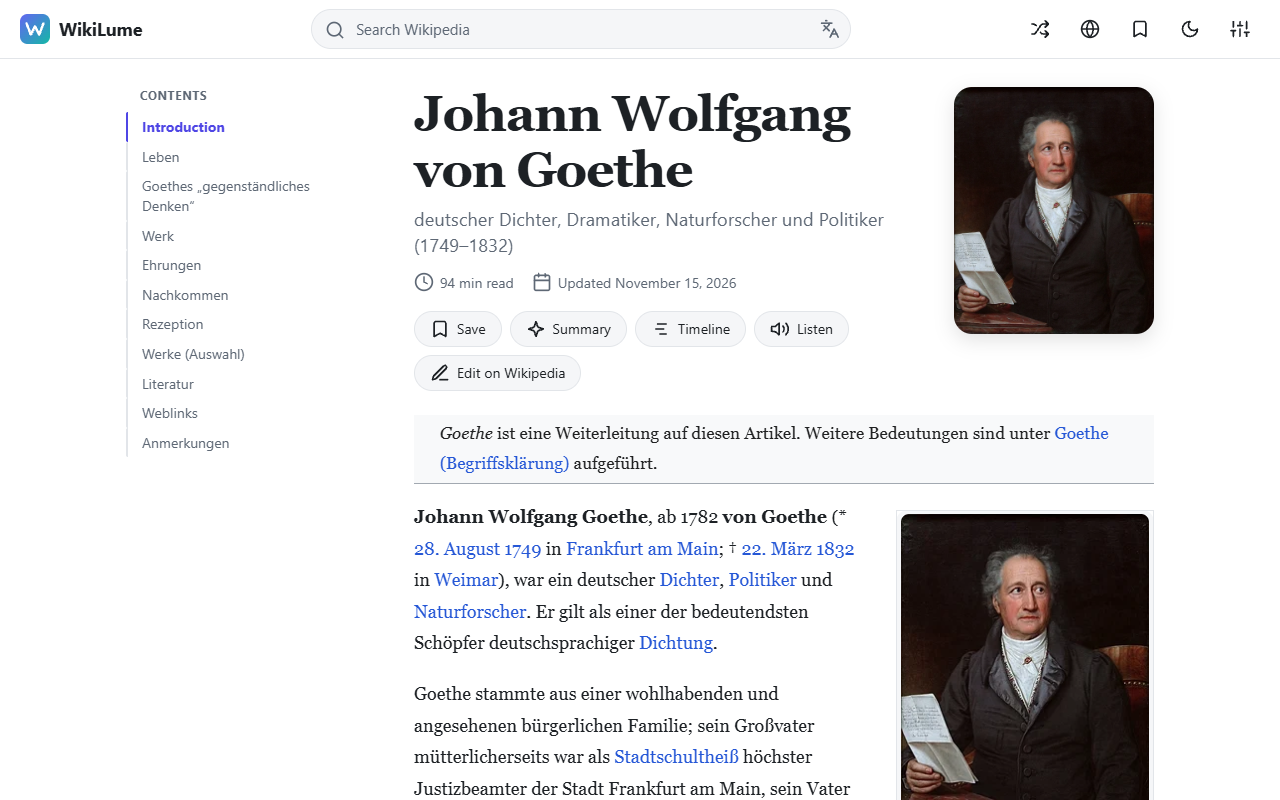 WikiLume
Search Wikipedia
CONTENTS
Introduction
Leben
Goethes „gegenständliches
Denken“
Werk
Ehrungen
Nachkommen
Rezeption
Werke (Auswahl)
Literatur
Weblinks
Anmerkungen
Johann Wolfgang
von Goethe
deutscher Dichter, Dramatiker, Naturforscher und Politiker
(1749–1832)
94 min read
Updated November 15, 2026
Save
Summary
Timeline
Listen
Edit on Wikipedia
Goethe ist eine Weiterleitung auf diesen Artikel. Weitere Bedeutungen sind unter Goethe
(Begriffsklärung) aufgeführt.
Johann Wolfgang Goethe, ab 1782 von Goethe (*
28. August 1749 in Frankfurt am Main; † 22. März 1832
in Weimar), war ein deutscher Dichter, Politiker und
Naturforscher. Er gilt als einer der bedeutendsten
Schöpfer deutschsprachiger Dichtung.
Goethe stammte aus einer wohlhabenden und
angesehenen bürgerlichen Familie; sein Großvater
mütterlicherseits war als Stadtschultheiß höchster
Justizbeamter der Stadt Frankfurt am Main, sein Vater